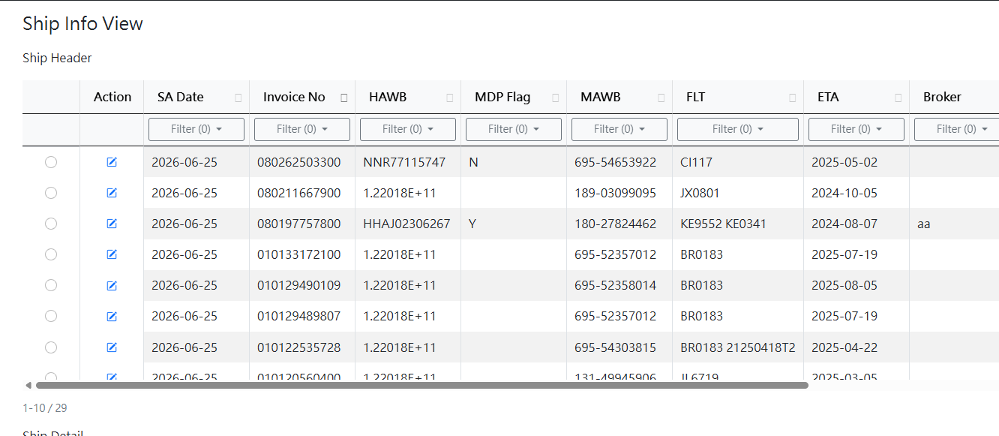 Ship Info View
Ship Header
Action SA Date Invoice No HAWB MDP Flag MAWB FLT ETA Broker
Filter (0) Filter (0) Filter (0) Filter (0) Filter (0) Filter (0) Filter (0) Filter (0)
2026-06-25 080262503300 NNR77115747 N 695-54653922 CI117 2025-05-02
2026-06-25 080211667900 1.22018E+11 189-03099095 JX0801 2024-10-05
2026-06-25 080197757800 HHAJ02306267 Y 180-27824462 KE9552 KE0341 2024-08-07 aa
2026-06-25 010133172100 1.22018E+11 695-52357012 BR0183 2025-07-19
2026-06-25 010129490109 1.22018E+11 695-52358014 BR0183 2025-08-05
2026-06-25 010129489807 1.22018E+11 695-52357012 BR0183 2025-07-19
2026-06-25 010122535728 1.22018E+11 695-54303815 BR0183 21250418T2 2025-04-22
2026-06-25 010120560400 1.22018E+11 131-49945906 JL6719 2025-03-05
1-10 / 29
Ship Detail